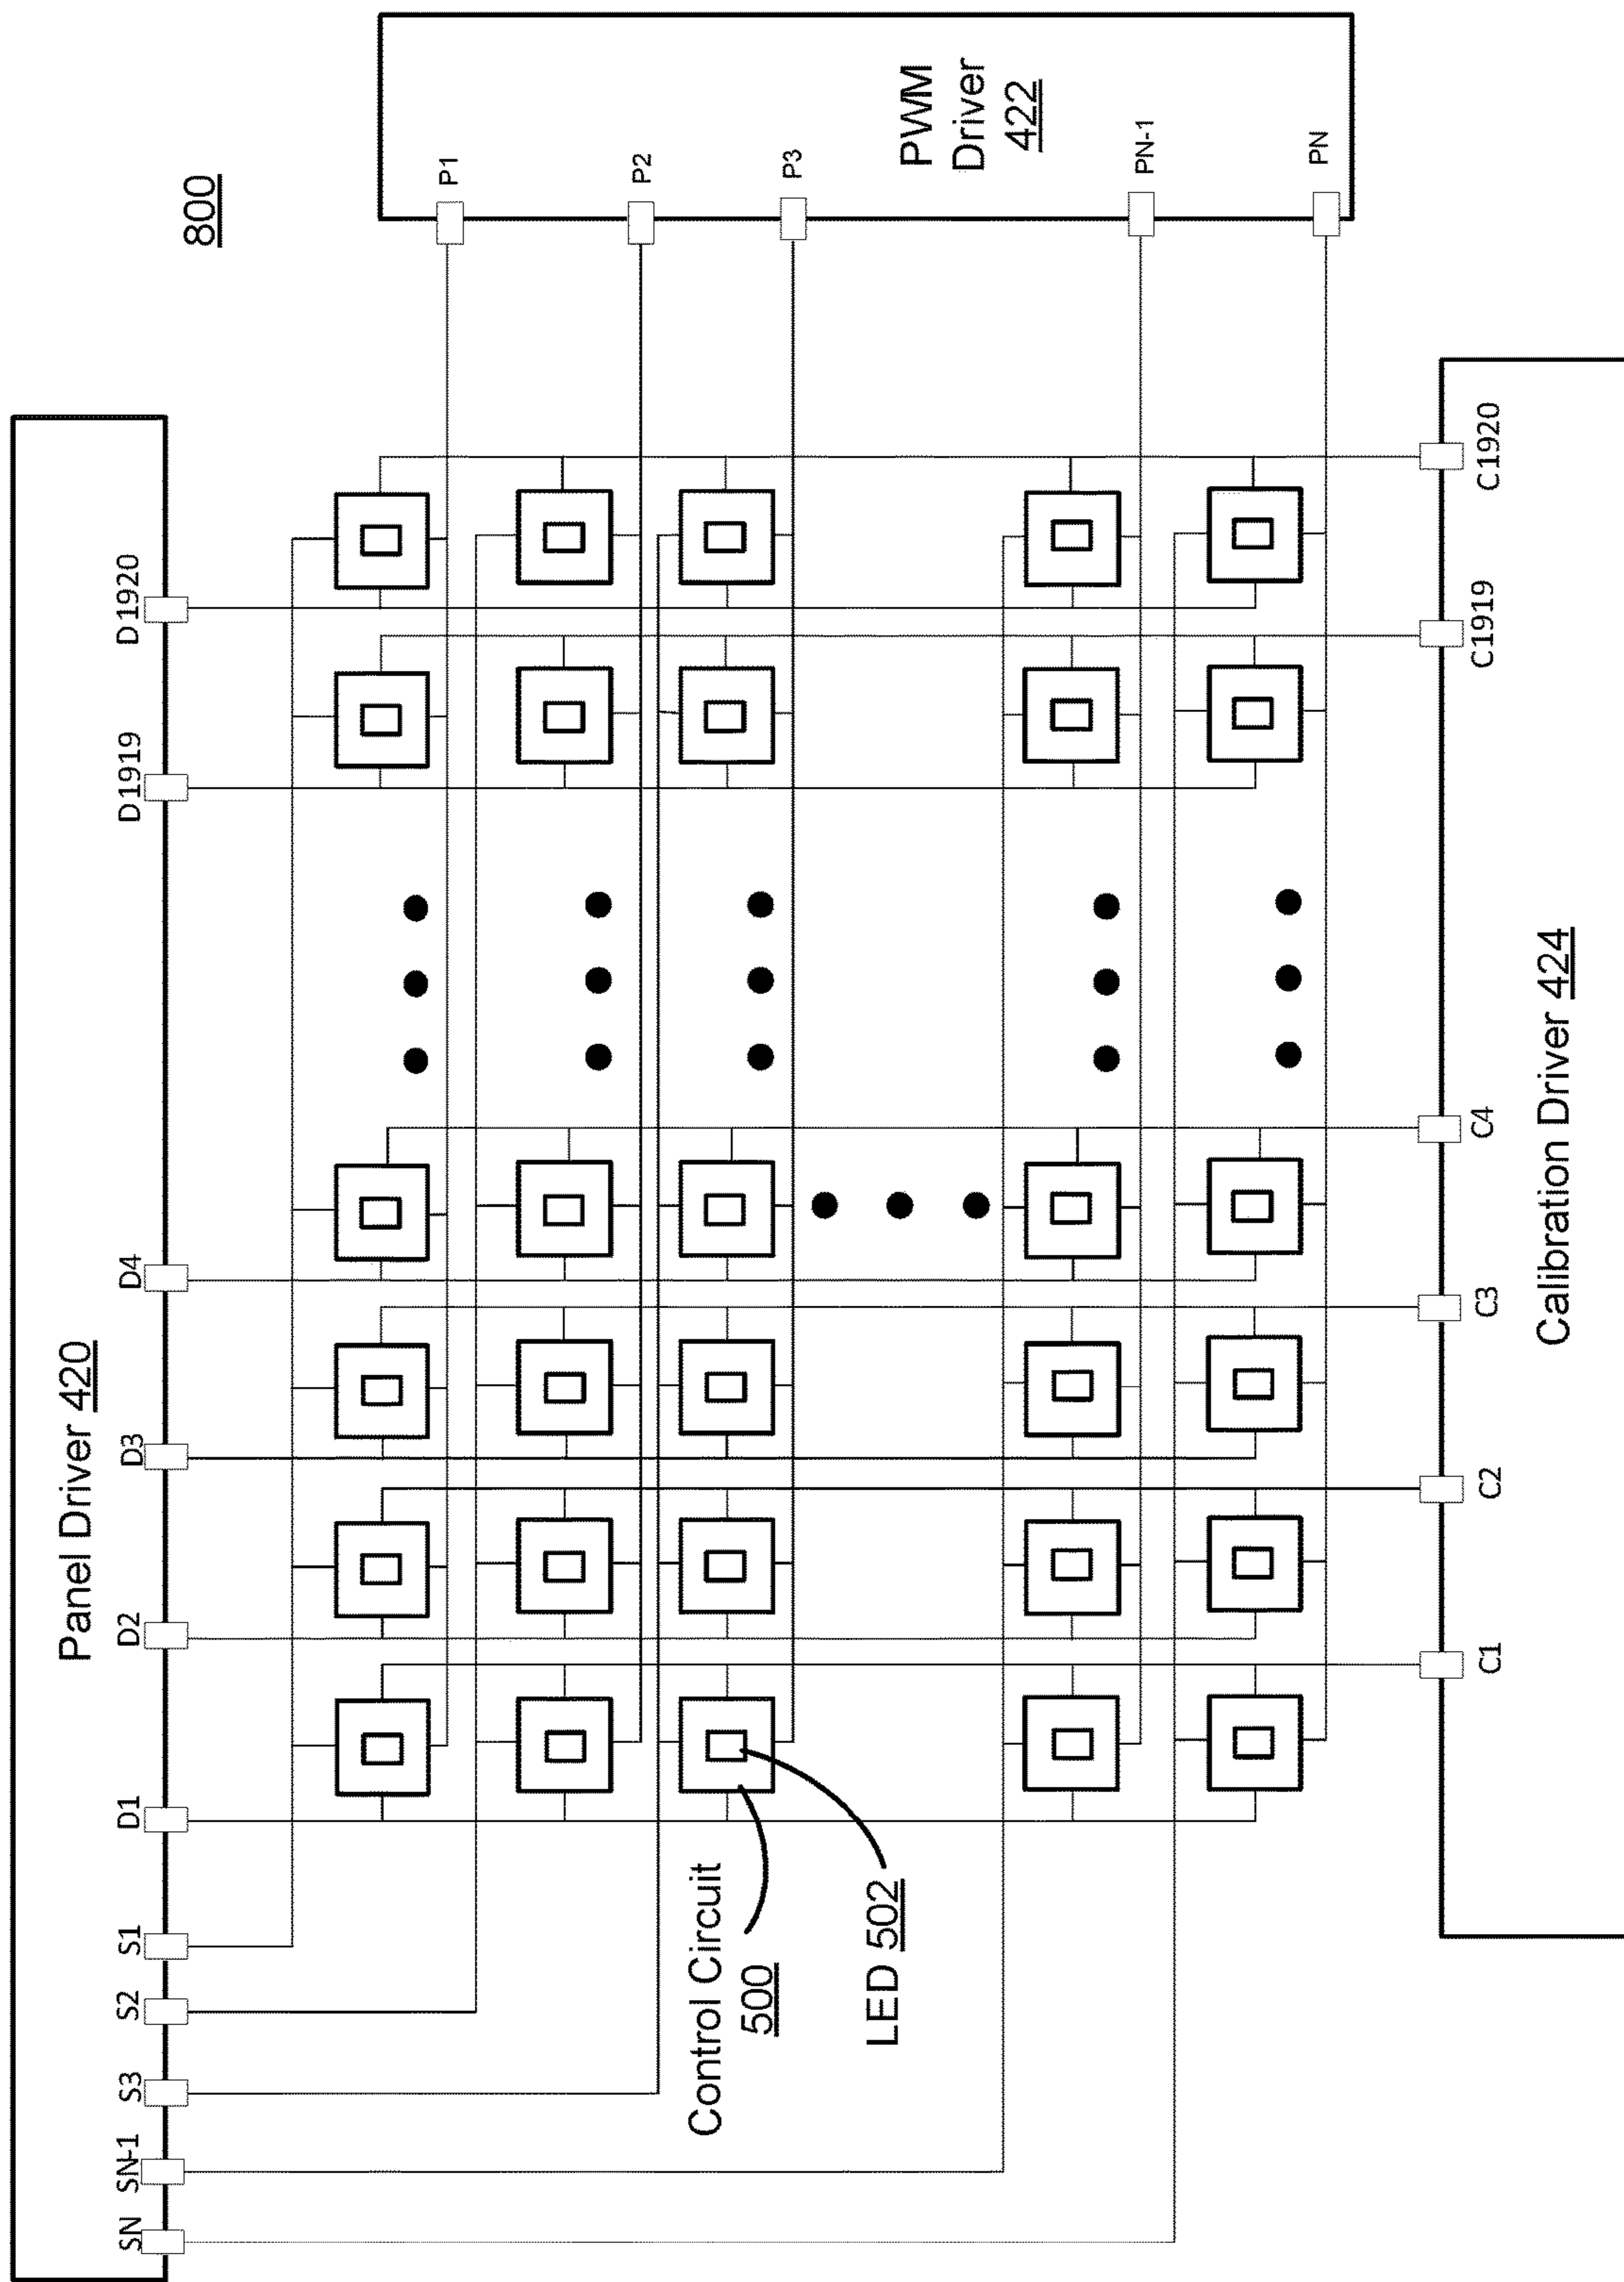 800
Panel Driver 420
SN
SN-1
S3
S2
S1
D1
D2
D3
D4
D1919
D1920
PWM
Driver
422
P1
P2
P3
PN-1
PN
Control Circuit
500
LED 502
C1
C2
C3
C4
C1919
C1920
Calibration Driver 424